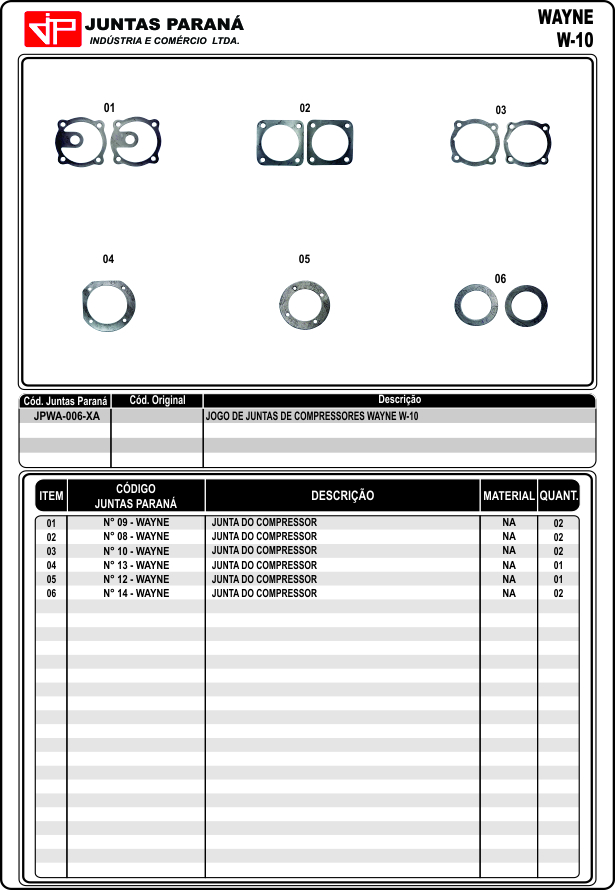 JP JUNTAS PARANÁ
INDÚSTRIA E COMÉRCIO LTDA.
WAYNE
W-10
01 02 03
04 05 06
Cód. Juntas Paraná Cód. Original Descrição
JPWA-006-XA JOGO DE JUNTAS DE COMPRESSORES WAYNE W-10
ITEM CÓDIGO JUNTAS PARANÁ DESCRIÇÃO MATERIAL QUANT.
01 N° 09 - WAYNE JUNTA DO COMPRESSOR NA 02
02 N° 08 - WAYNE JUNTA DO COMPRESSOR NA 02
03 N° 10 - WAYNE JUNTA DO COMPRESSOR NA 02
04 N° 13 - WAYNE JUNTA DO COMPRESSOR NA 01
05 N° 12 - WAYNE JUNTA DO COMPRESSOR NA 01
06 N° 14 - WAYNE JUNTA DO COMPRESSOR NA 02